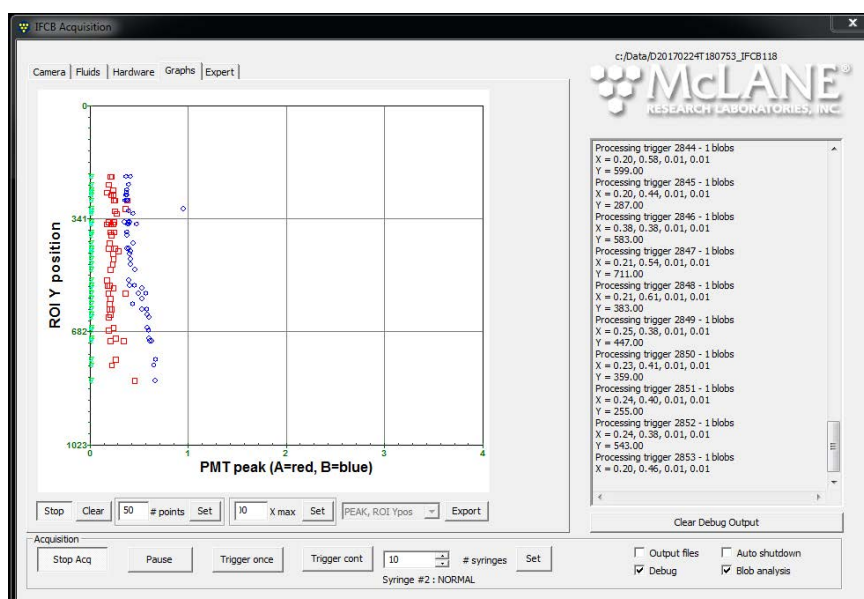 IFCB Acquisition
c:/Data/D20170224T180753_IFCB118
McLANE®
RESEARCH LABORATORIES, INC.
Camera Fluids Hardware Graphs Expert
0
341
682
1023
ROI Y position
0 1 2 3 4
PMT peak (A=red, B=blue)
Stop Clear 50 # points Set X max Set PEAK, ROI Ypos Export
Processing trigger 2844 - 1 blobs
X = 0.20, 0.58, 0.01, 0.01
Y = 599.00
Processing trigger 2845 - 1 blobs
X = 0.20, 0.44, 0.01, 0.01
Y = 287.00
Processing trigger 2846 - 1 blobs
X = 0.38, 0.38, 0.01, 0.01
Y = 583.00
Processing trigger 2847 - 1 blobs
X = 0.21, 0.54, 0.01, 0.01
Y = 711.00
Processing trigger 2848 - 1 blobs
X = 0.21, 0.61, 0.01, 0.01
Y = 383.00
Processing trigger 2849 - 1 blobs
X = 0.25, 0.38, 0.01, 0.01
Y = 447.00
Processing trigger 2850 - 1 blobs
X = 0.23, 0.41, 0.01, 0.01
Y = 359.00
Processing trigger 2851 - 1 blobs
X = 0.24, 0.40, 0.01, 0.01
Y = 255.00
Processing trigger 2852 - 1 blobs
X = 0.24, 0.38, 0.01, 0.01
Y = 543.00
Processing trigger 2853 - 1 blobs
X = 0.20, 0.46, 0.01, 0.01
Clear Debug Output
Acquisition
Stop Acq Pause Trigger once Trigger cont 10 # syringes Set
Syringe #2 : NORMAL
Output files Auto shutdown
Debug Blob analysis